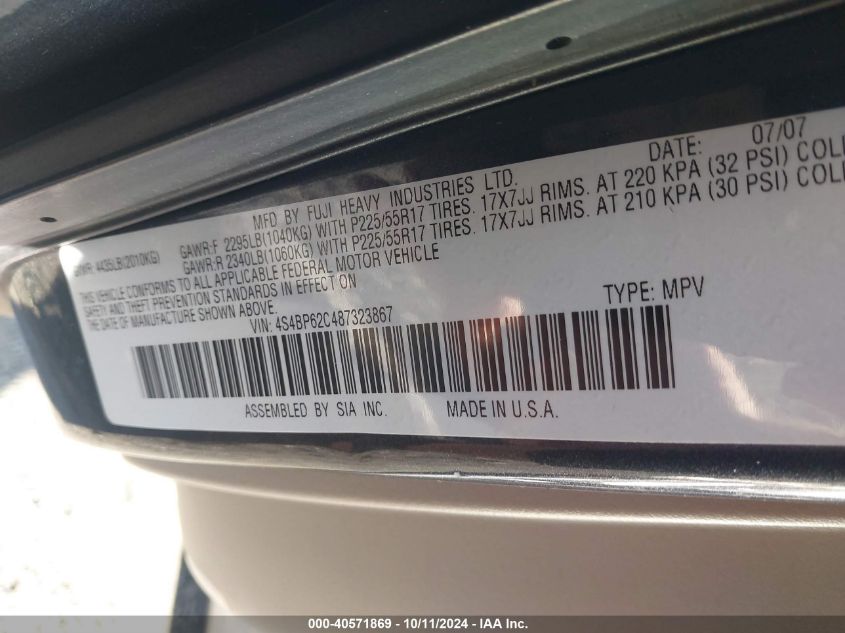 MFD BY FUJI HEAVY INDUSTRIES LTD. DATE: 07/07
GVWR: 4435LB(2010KG) GAWR:F 2295LB(1040KG) WITH P225/55R17 TIRES. 17X7JJ RIMS. AT 220 KPA (32 PSI) COL
GAWR:R 2340LB(1060KG) WITH P225/55R17 TIRES. 17X7JJ RIMS. AT 210 KPA (30 PSI) COL
THIS VEHICLE CONFORMS TO ALL APPLICABLE FEDERAL MOTOR VEHICLE
SAFETY AND THEFT PREVENTION STANDARDS IN EFFECT ON
THE DATE OF MANUFACTURE SHOWN ABOVE.
VIN: 4S4BP62C487323867 TYPE: MPV
ASSEMBLED BY SIA INC. MADE IN U.S.A.
000-40571869 - 10/11/2024 - IAA Inc.